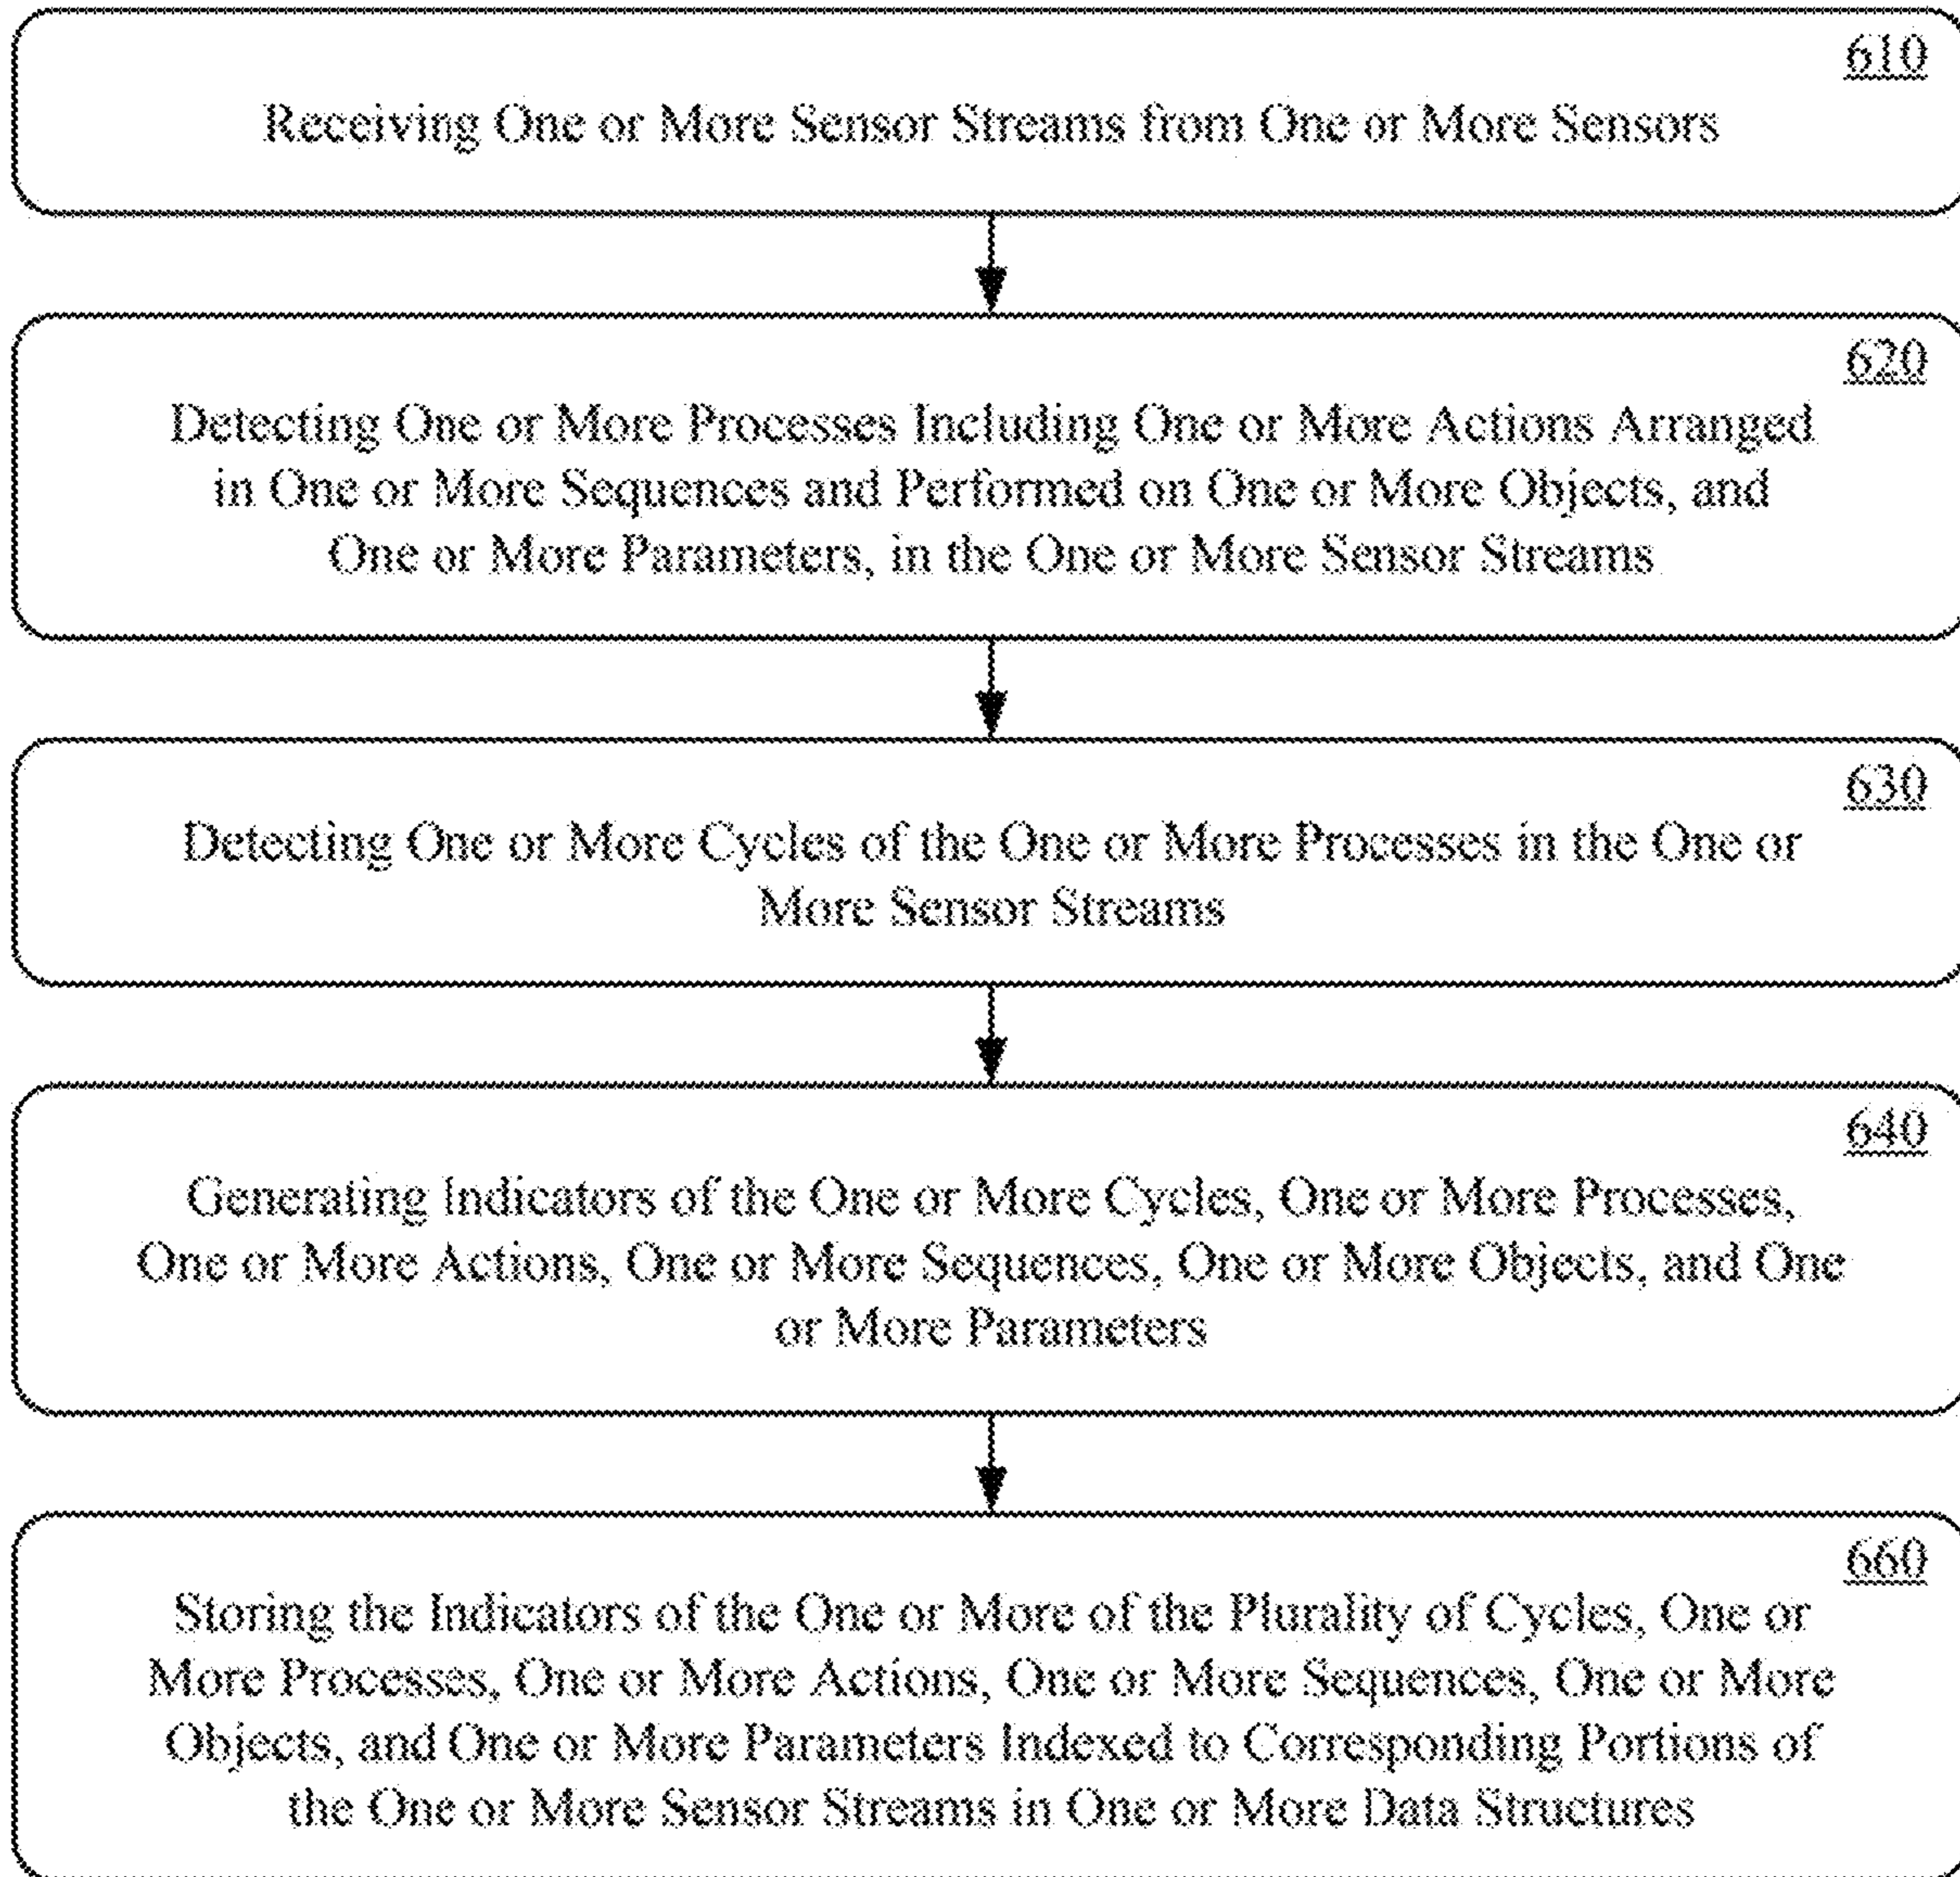 610
Receiving One or More Sensor Streams from One or More Sensors
620
Detecting One or More Processes Including One or More Actions Arranged
in One or More Sequences and Performed on One or More Objects, and
One or More Parameters, in the One or More Sensor Streams
630
Detecting One or More Cycles of the One or More Processes in the One or
More Sensor Streams
640
Generating Indicators of the One or More Cycles, One or More Processes,
One or More Actions, One or More Sequences, One or More Objects, and One
or More Parameters
660
Storing the Indicators of the One or More of the Plurality of Cycles, One or
More Processes, One or More Actions, One or More Sequences, One or More
Objects, and One or More Parameters Indexed to Corresponding Portions of
the One or More Sensor Streams in One or More Data Structures